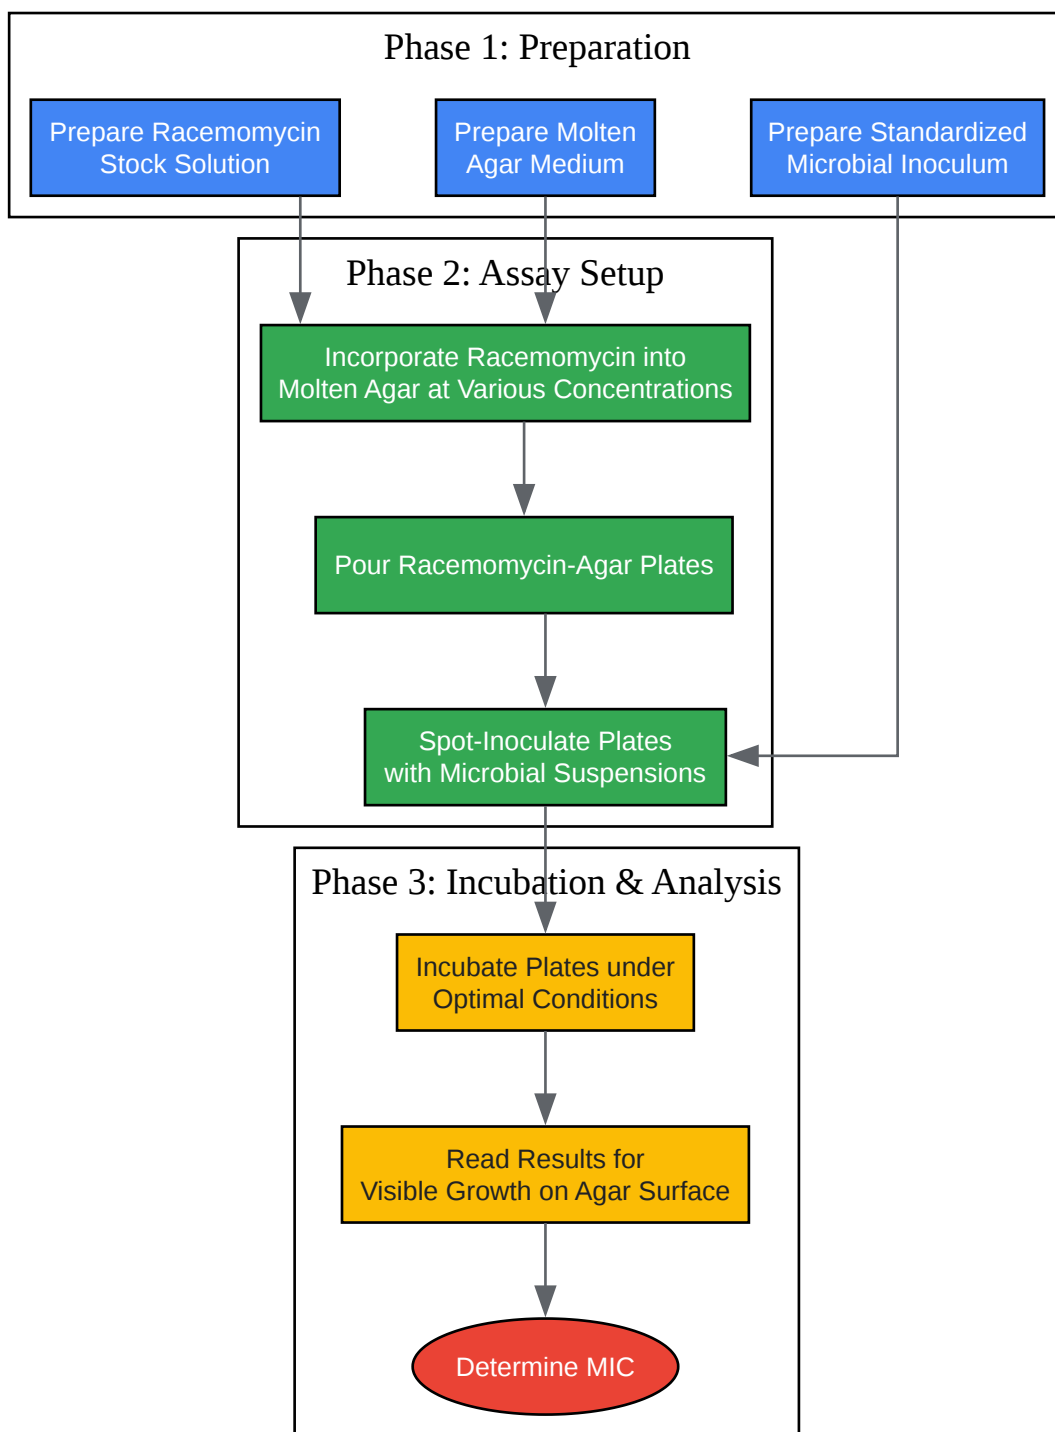 Phase 1: Preparation
Prepare Racemomycin
Stock Solution
Prepare Molten
Agar Medium
Prepare Standardized
Microbial Inoculum
Phase 2: Assay Setup
Incorporate Racemomycin into
Molten Agar at Various Concentrations
Pour Racemomycin-Agar Plates
Spot-Inoculate Plates
with Microbial Suspensions
Phase 3: Incubation & Analysis
Incubate Plates under
Optimal Conditions
Read Results for
Visible Growth on Agar Surface
Determine MIC